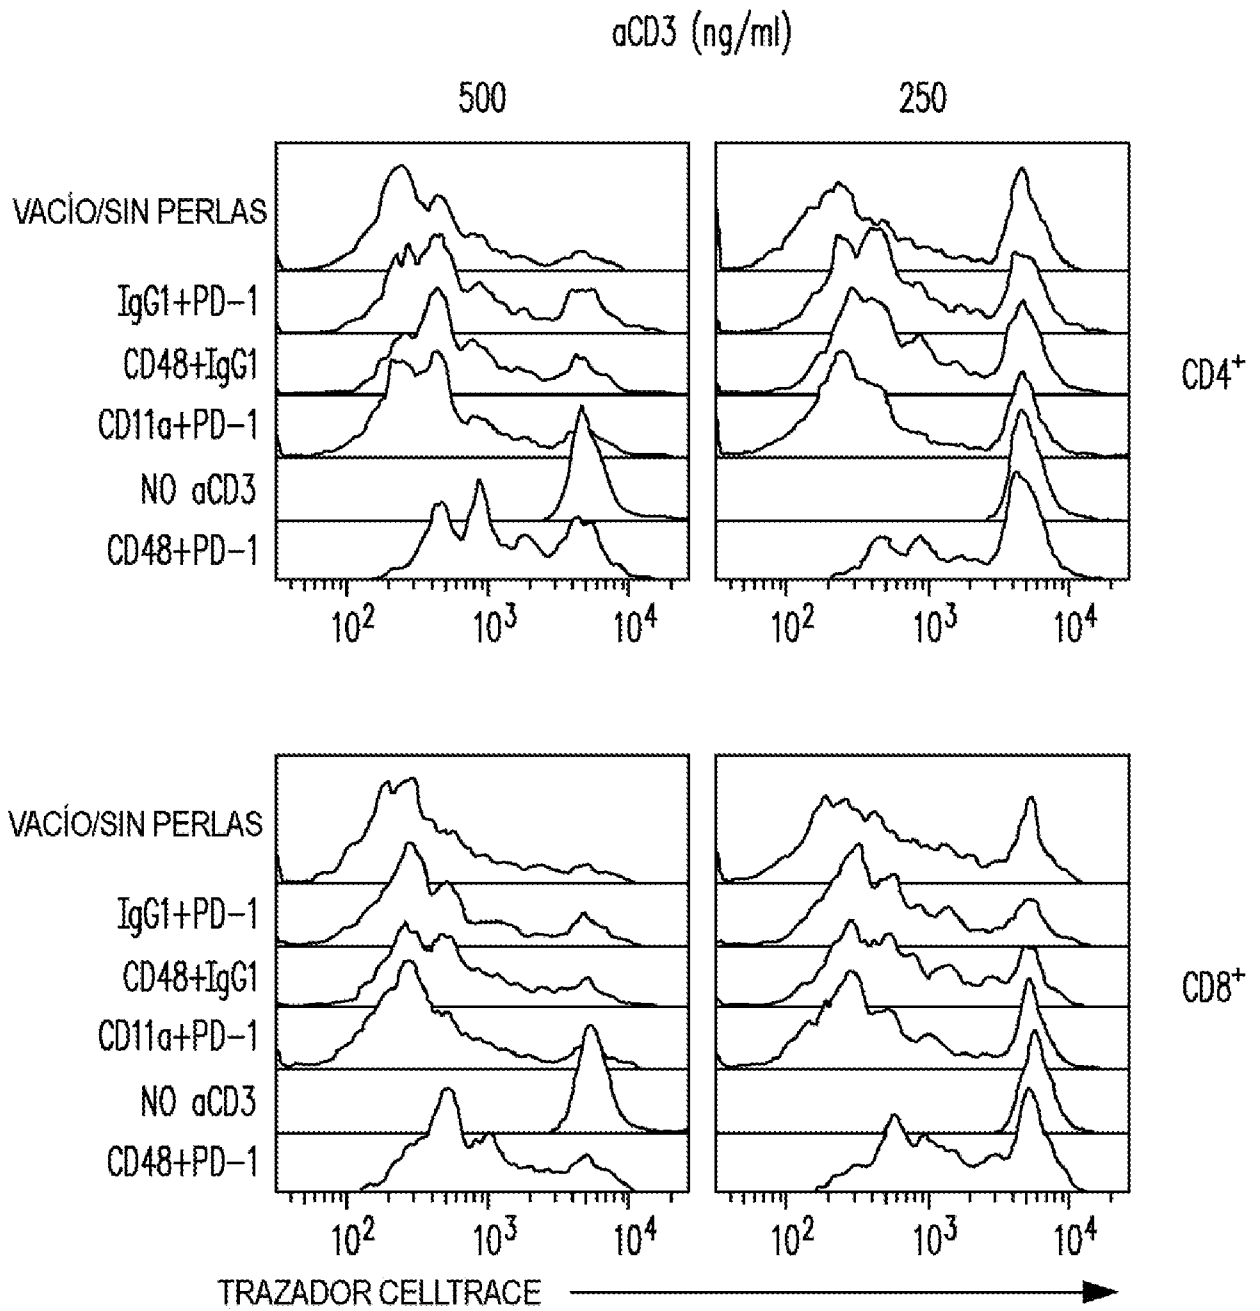 aCD3 (ng/ml)
500 250
VACÍO/SIN PERLAS
IgG1+PD-1
CD48+IgG1
CD11a+PD-1
NO aCD3
CD48+PD-1
CD4⁺
10² 10³ 10⁴ 10² 10³ 10⁴
VACÍO/SIN PERLAS
IgG1+PD-1
CD48+IgG1
CD11a+PD-1
NO aCD3
CD48+PD-1
CD8⁺
10² 10³ 10⁴ 10² 10³ 10⁴
TRAZADOR CELLTRACE